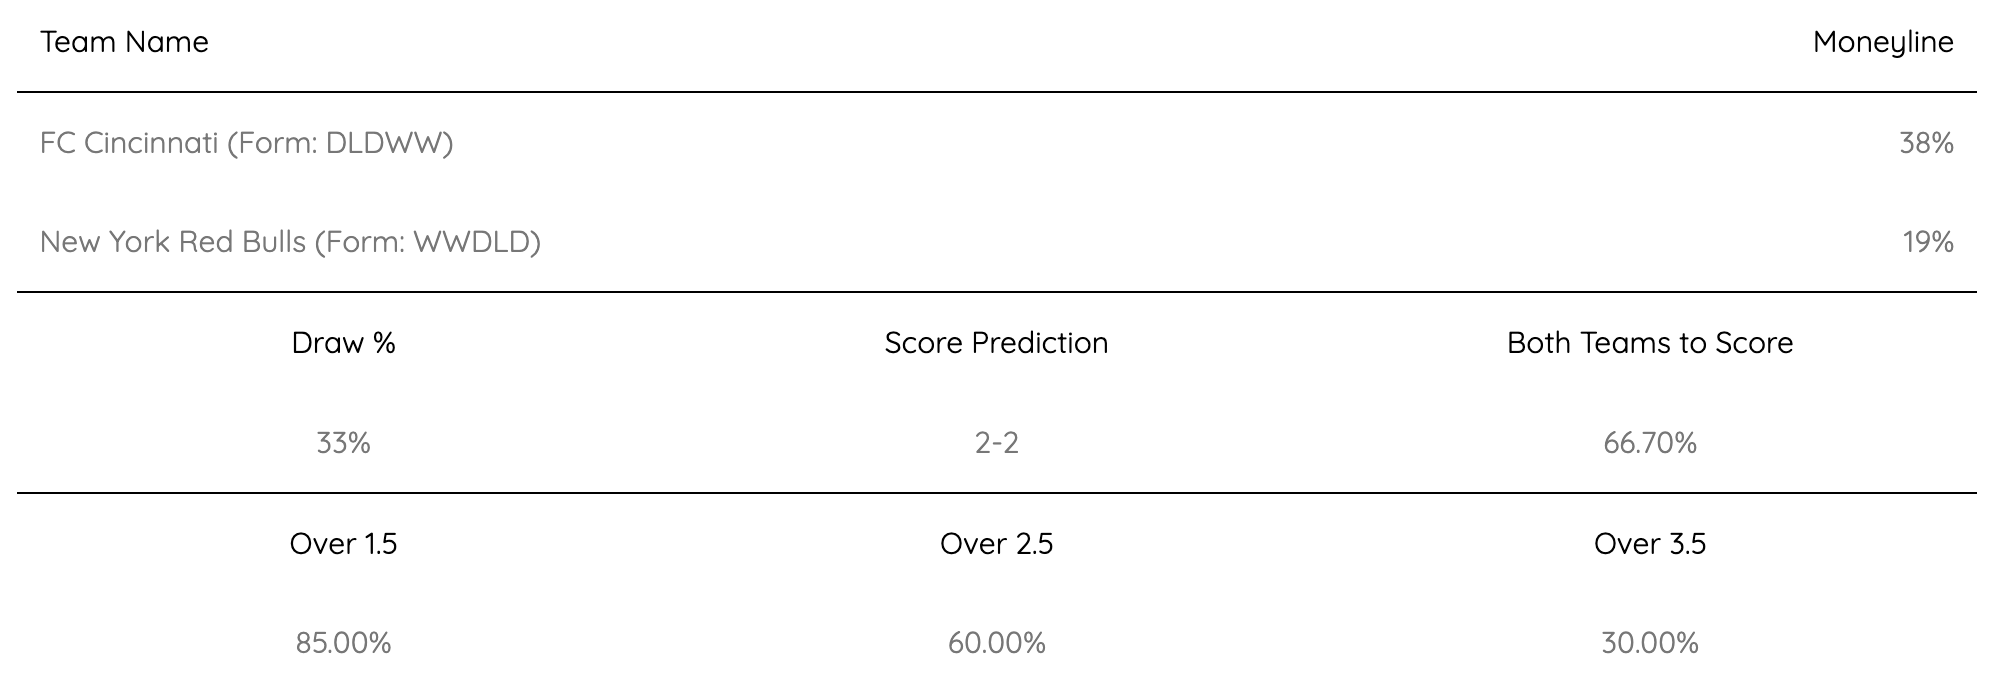 Team Name Moneyline
FC Cincinnati (Form: DLDWW) 38%
New York Red Bulls (Form: WWDLD) 19%
Draw % Score Prediction Both Teams to Score
33% 2-2 66.70%
Over 1.5 Over 2.5 Over 3.5
85.00% 60.00% 30.00%